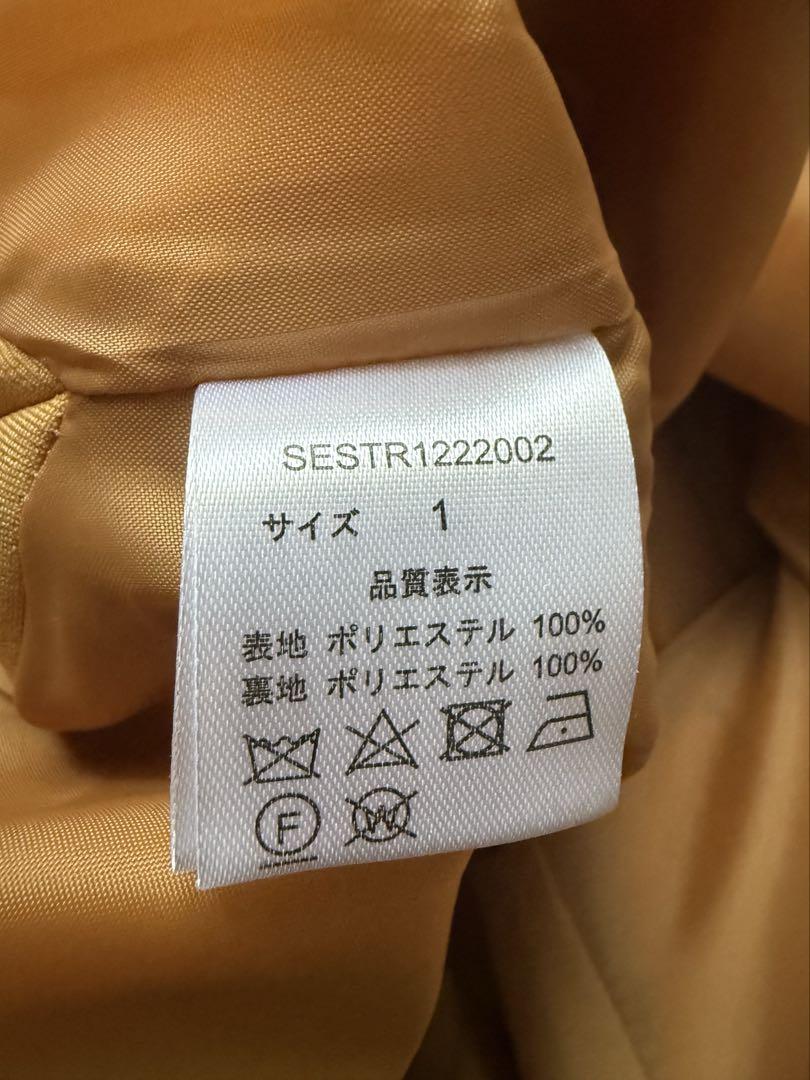 SESTR1222002
サイズ 1
品質表示
表地 ポリエステル 100%
裏地 ポリエステル 100%
F W